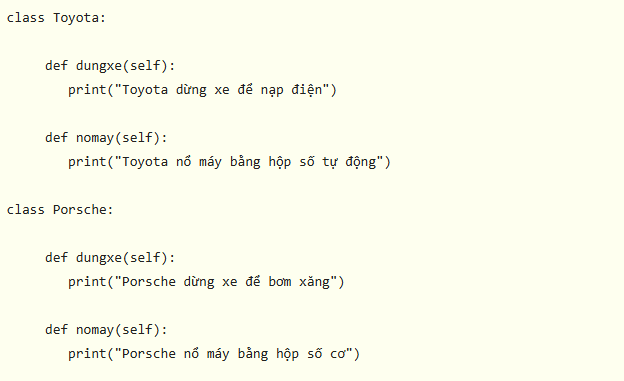 class Toyota:
def dungxe(self):
print("Toyota dừng xe để nạp điện")
def nomay(self):
print("Toyota nổ máy bằng hộp số tự động")
class Porsche:
def dungxe(self):
print("Porsche dừng xe để bơm xăng")
def nomay(self):
print("Porsche nổ máy bằng hộp số cơ")